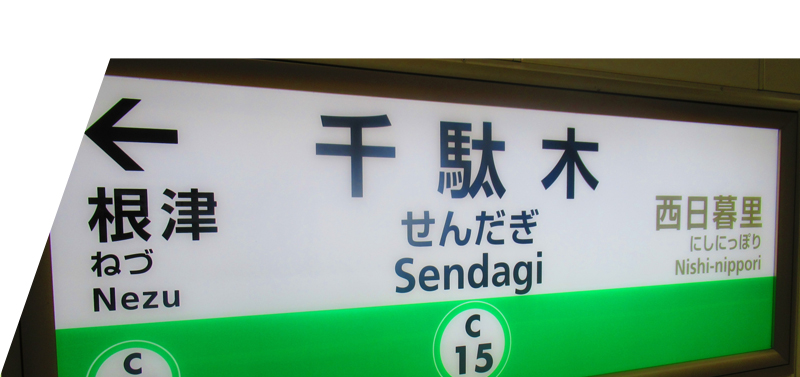 ←
千駄木
せんだぎ
Sendagi
根津
ねづ
Nezu
西日暮里
にしにっぽり
Nishi-nippori
C
C
15